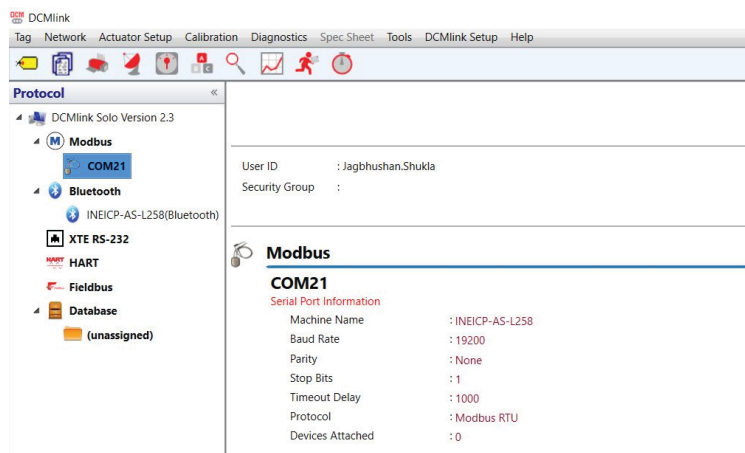 DCM DCMlink
Tag Network Actuator Setup Calibration Diagnostics Spec Sheet Tools DCMlink Setup Help
A
B C
Protocol «
DCMlink Solo Version 2.3
M Modbus
COM21
Bluetooth
INEICP-AS-L258(Bluetooth)
XTE RS-232
HART HART
Fieldbus
Database
(unassigned)
User ID : Jagbhushan.Shukla
Security Group :
Modbus
COM21
Serial Port Information
Machine Name : INEICP-AS-L258
Baud Rate : 19200
Parity : None
Stop Bits : 1
Timeout Delay : 1000
Protocol : Modbus RTU
Devices Attached : 0